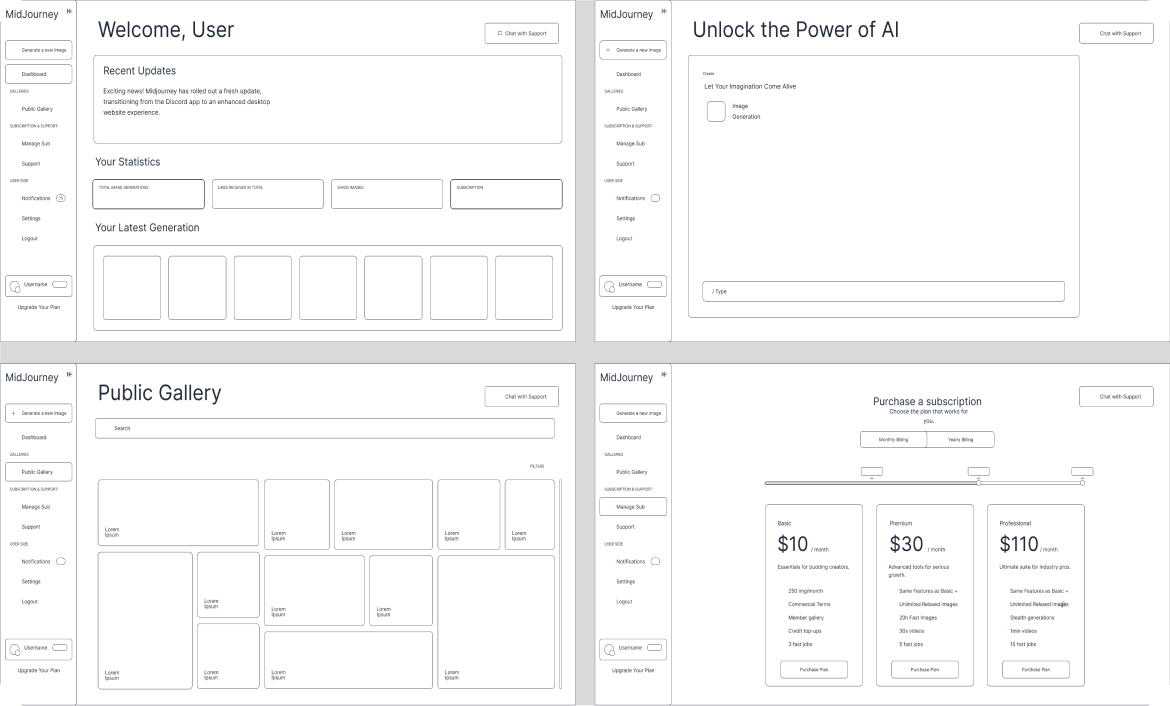 MidJourney
Generate a new Image
Dashboard
GALLERIES
Public Gallery
SUBSCRIPTION & SUPPORT
Manage Sub
Support
USER SIDE
Notifications
15
Settings
Logout
Username
Upgrade Your Plan
Welcome, User
Chat with Support
Recent Updates
Exciting news! Midjourney has rolled out a fresh update,
transitioning from the Discord app to an enhanced desktop
website experience.
Your Statistics
TOTAL IMAGE GENERATIONS
LIKES RECEIVED IN TOTAL
SAVED IMAGES
SUBSCRIPTION
Your Latest Generation
MidJourney
+ Generate a new Image
Dashboard
GALLERIES
Public Gallery
SUBSCRIPTION & SUPPORT
Manage Sub
Support
USER SIDE
Notifications
Settings
Logout
Username
Upgrade Your Plan
Unlock the Power of AI
Chat with Support
Create
Let Your Imagination Come Alive
Image
Generation
/ Type
MidJourney
+ Generate a new Image
Dashboard
GALLERIES
Public Gallery
SUBSCRIPTION & SUPPORT
Manage Sub
Support
USER SIDE
Notifications
Settings
Logout
Username
Upgrade Your Plan
Public Gallery
Chat with Support
Search
FILTERS
Lorem
Ipsum
Lorem
Ipsum
Lorem
Ipsum
Lorem
Ipsum
Lorem
Ipsum
Lorem
Ipsum
Lorem
Ipsum
Lorem
Ipsum
Lorem
Ipsum
Lorem
Ipsum
MidJourney
Generate a new Image
Dashboard
GALLERIES
Public Gallery
SUBSCRIPTION & SUPPORT
Manage Sub
Support
USER SIDE
Notifications
Settings
Logout
Username
Upgrade Your Plan
Chat with Support
Purchase a subscription
Choose the plan that works for
you.
Monthly Billing
Yearly Billing
Basic
$10 / month
Essentials for budding creators.
250 img/month
Commercial Terms
Member gallery
Credit top-ups
3 fast jobs
Purchase Plan
Premium
$30 / month
Advanced tools for serious
growth.
Same Features as Basic +
Unlimited Relaxed Images
20h Fast Images
30s videos
5 fast jobs
Purchase Plan
Professional
$110 / month
Ultimate suite for industry pros.
Same Features as Basic +
Unlimited Relaxed Images
Stealth generations
1min videos
15 fast jobs
Purchase Plan